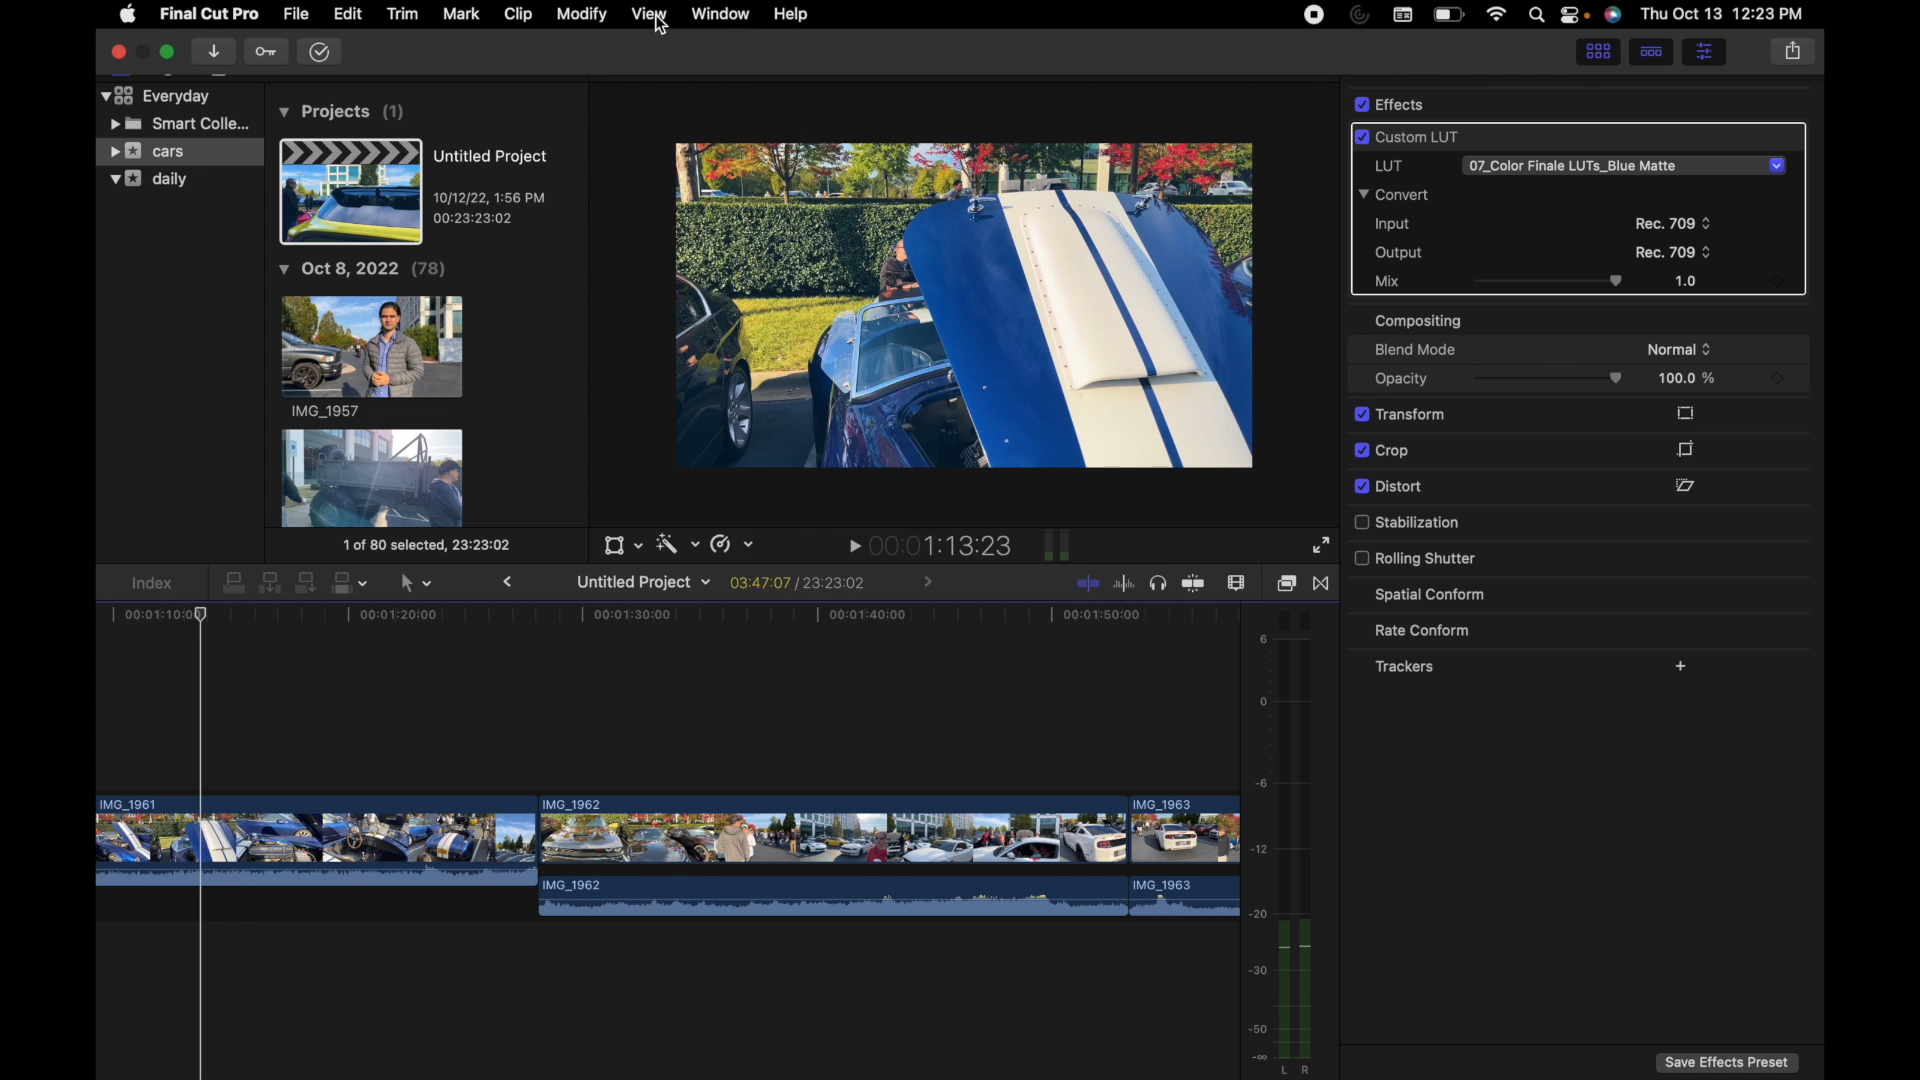 Final Cut Pro File Edit Trim Mark Clip Modify View Window Help Thu Oct 13 12:23 PM
Everyday
Smart Colle...
cars
daily
Projects (1)
Untitled Project
10/12/22, 1:56 PM
00:23:23:02
Oct 8, 2022 (78)
IMG_1957
1 of 80 selected, 23:23:02
00:01:13:23
Effects
Custom LUT
LUT 07_Color Finale LUTs_Blue Matte
Convert
Input Rec. 709
Output Rec. 709
Mix 1.0
Compositing
Blend Mode Normal
Opacity 100.0 %
Transform
Crop
Distort
Stabilization
Rolling Shutter
Spatial Conform
Rate Conform
Trackers +
Index Untitled Project 03:47:07 / 23:23:02
00:01:10:00 00:01:20:00 00:01:30:00 00:01:40:00 00:01:50:00
IMG_1961 IMG_1962 IMG_1963
IMG_1962 IMG_1963
6
0
-6
-12
-20
-30
-50
-∞
L R
Save Effects Preset